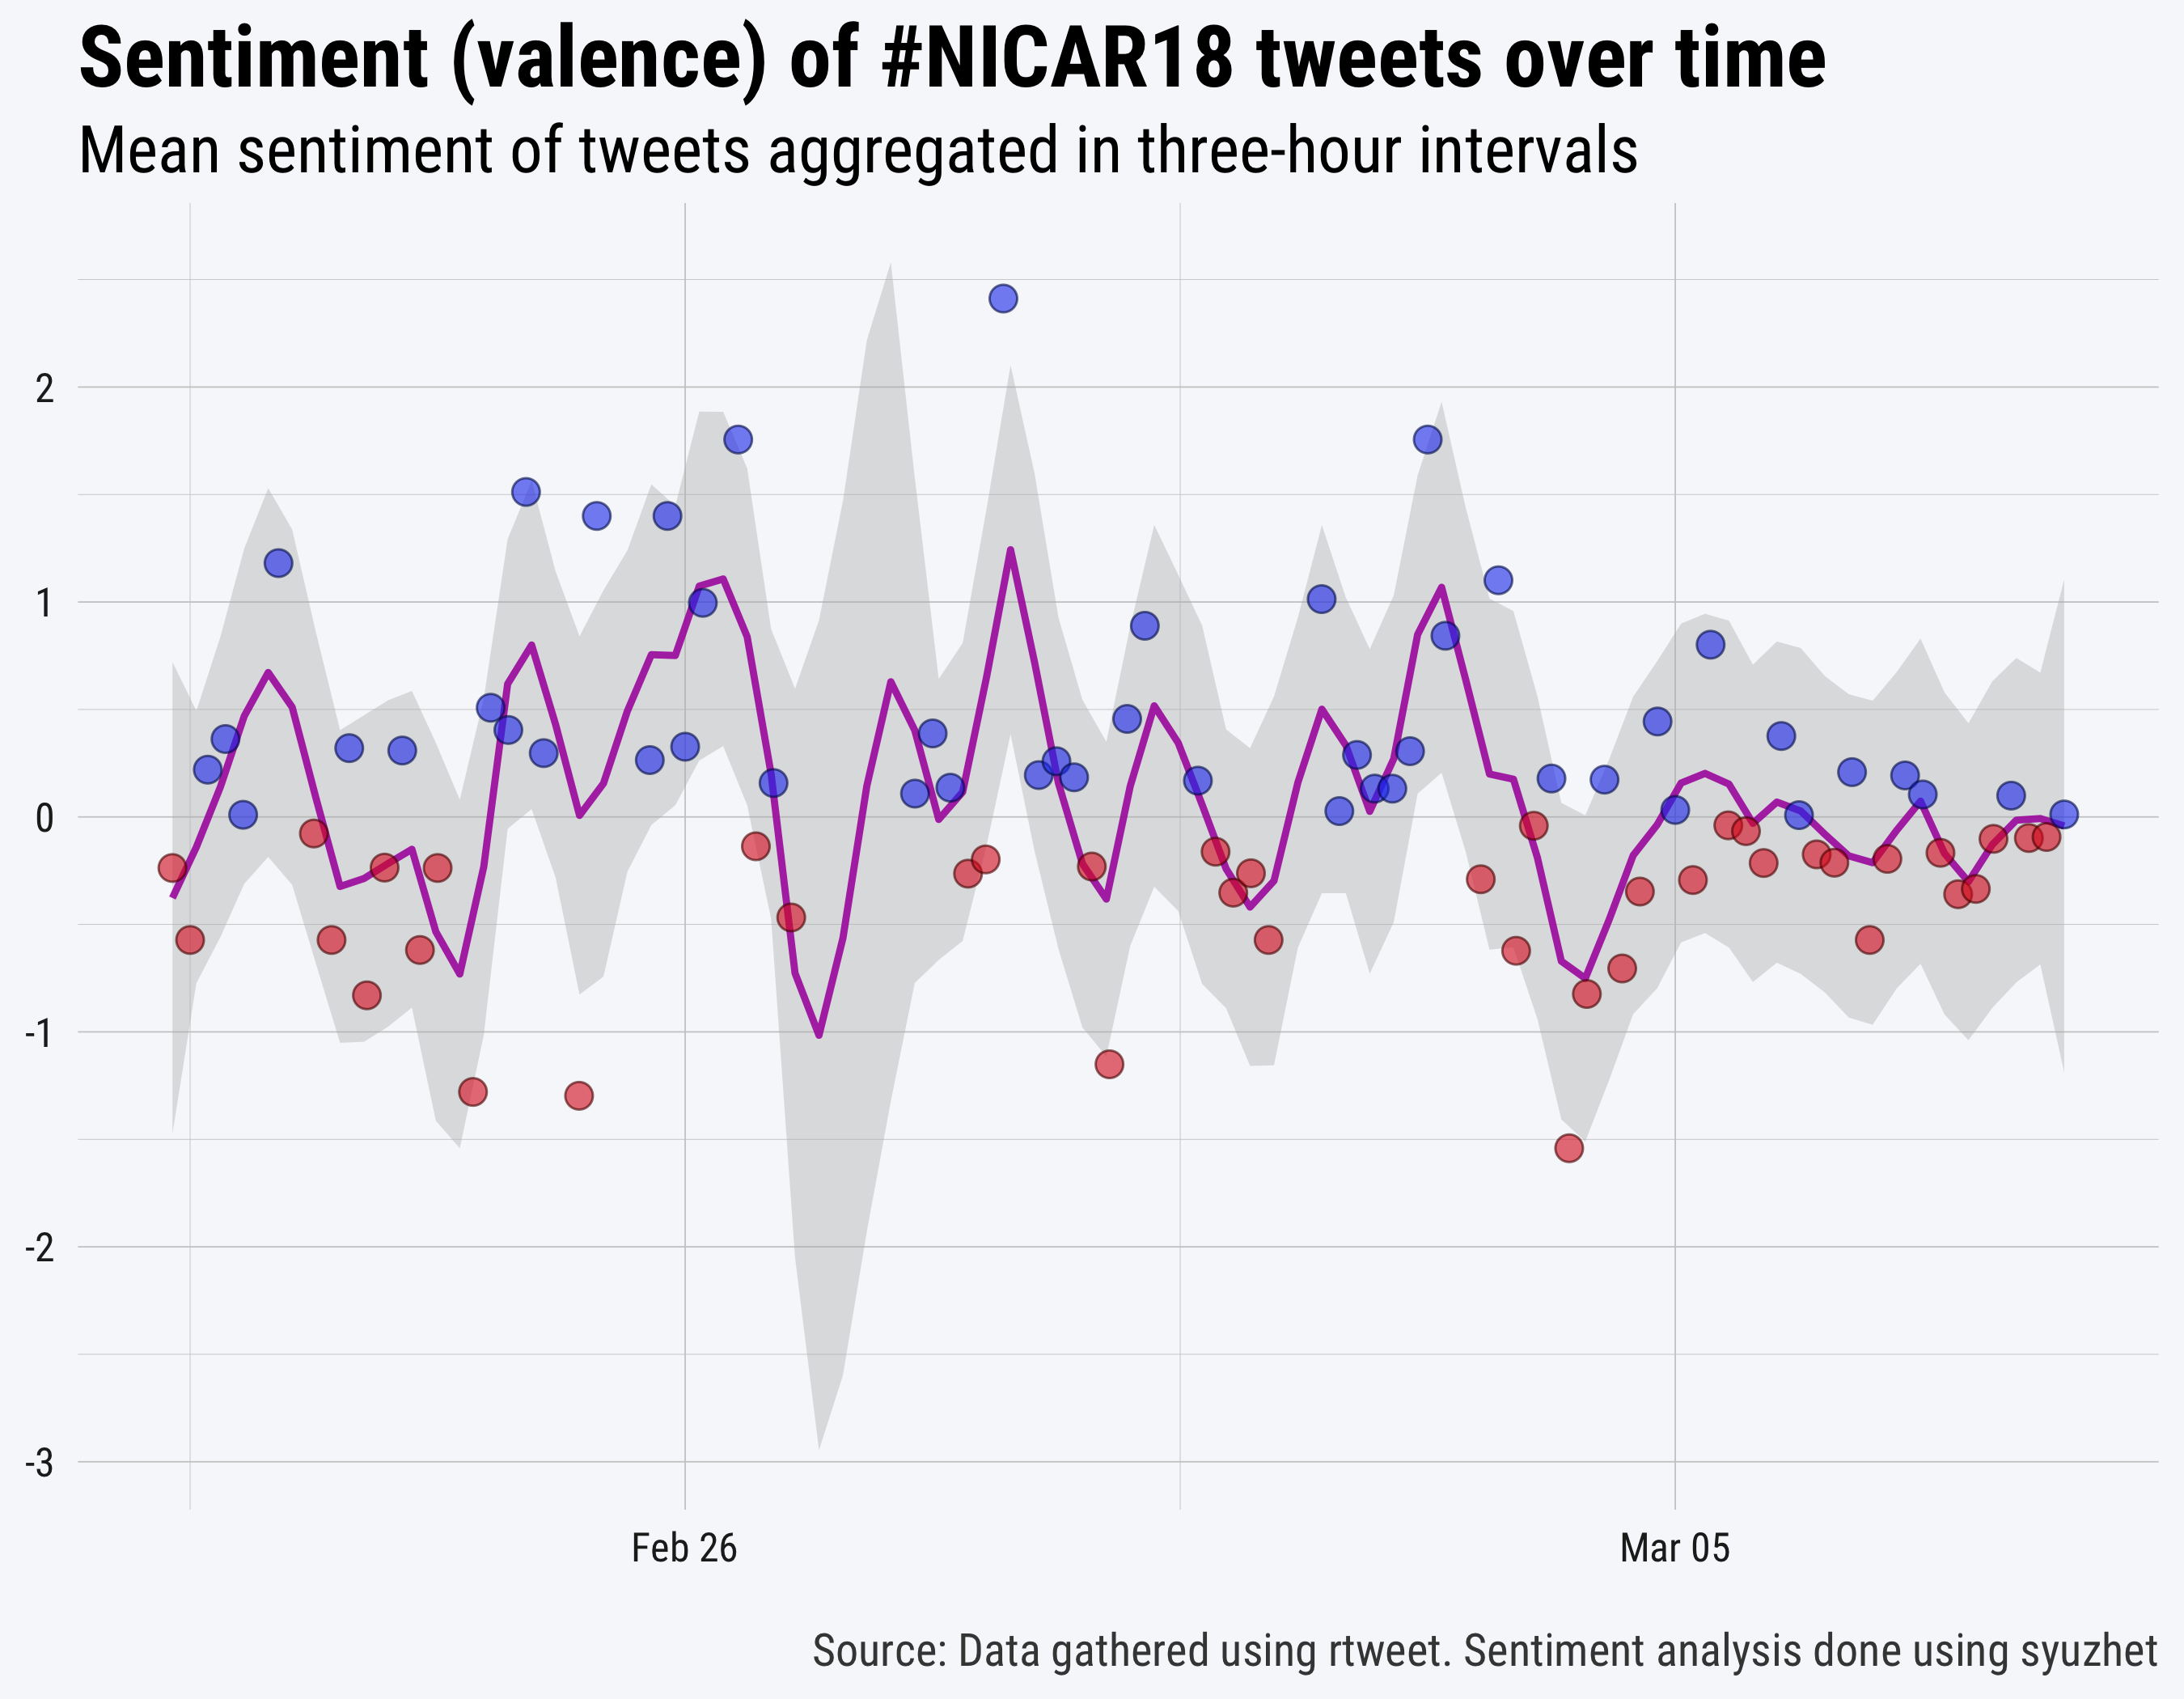 Sentiment (valence) of #NICAR18 tweets over time
Mean sentiment of tweets aggregated in three-hour intervals
2
1
0
-1
-2
-3
Feb 26
Mar 05
Source: Data gathered using rtweet. Sentiment analysis done using syuzhet